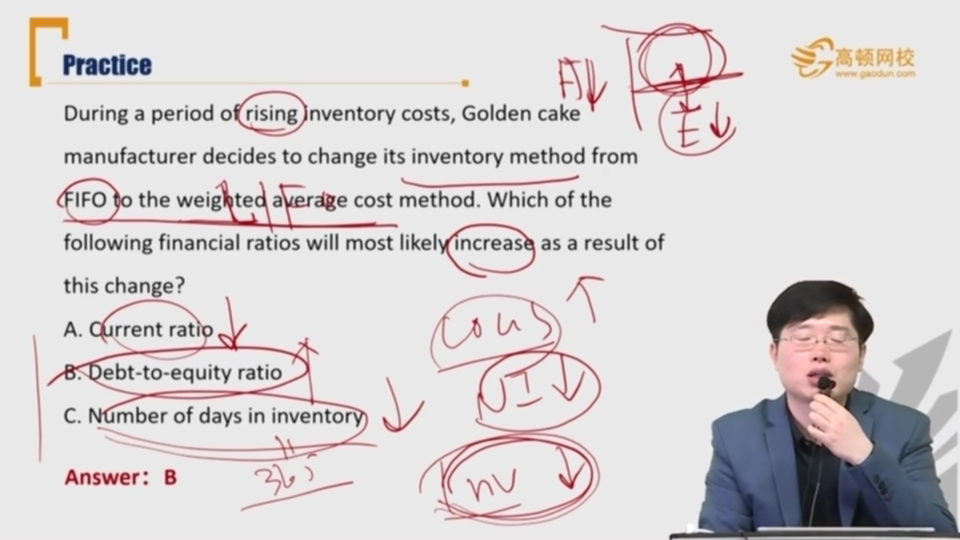 Practice
高顿网校
www.gaodun.com
During a period of rising inventory costs, Golden cake
manufacturer decides to change its inventory method from
FIFO to the weighted average cost method. Which of the
following financial ratios will most likely increase as a result of
this change?
A. Current ratio
B. Debt-to-equity ratio
C. Number of days in inventory
Answer: B
LIFO
A
E
COGS
NI
Inv
365